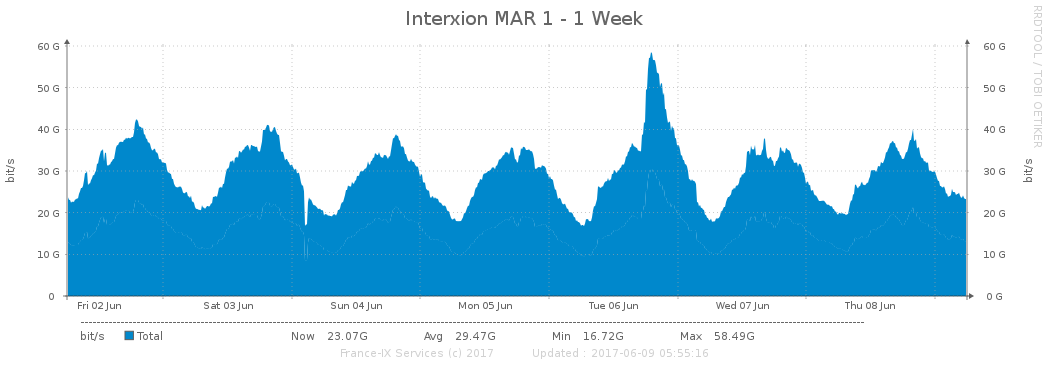 Interxion MAR 1 - 1 Week
RRDTOOL / TOBI OETIKER
60 G 60 G
50 G 50 G
40 G 40 G
30 G 30 G
20 G 20 G
10 G 10 G
0 0 G
bit/s bit/s
Fri 02 Jun Sat 03 Jun Sun 04 Jun Mon 05 Jun Tue 06 Jun Wed 07 Jun Thu 08 Jun
bit/s Total Now 23.07G Avg 29.47G Min 16.72G Max 58.49G
France-IX Services (c) 2017 Updated : 2017-06-09 05:55:16